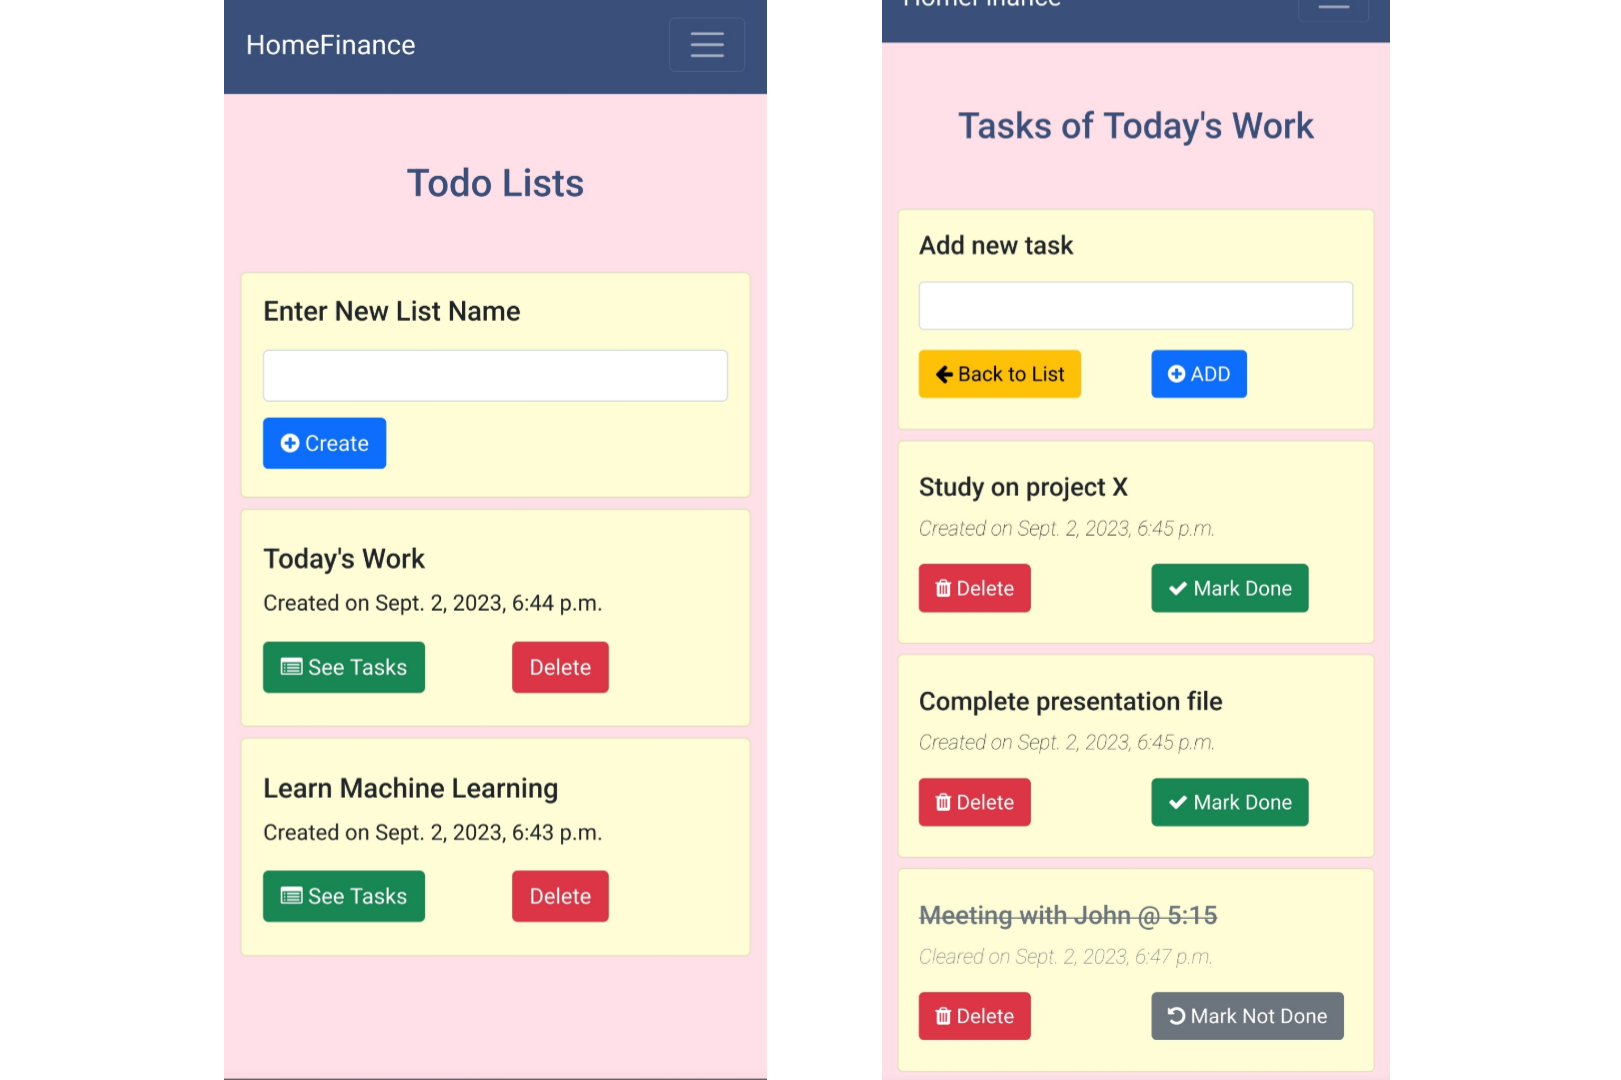 HomeFinance
Todo Lists
Enter New List Name
Create
Today's Work
Created on Sept. 2, 2023, 6:44 p.m.
See Tasks
Delete
Learn Machine Learning
Created on Sept. 2, 2023, 6:43 p.m.
See Tasks
Delete
HomeFinance
Tasks of Today's Work
Add new task
Back to List
ADD
Study on project X
Created on Sept. 2, 2023, 6:45 p.m.
Delete
Mark Done
Complete presentation file
Created on Sept. 2, 2023, 6:45 p.m.
Delete
Mark Done
Meeting with John @ 5:15
Cleared on Sept. 2, 2023, 6:47 p.m.
Delete
Mark Not Done